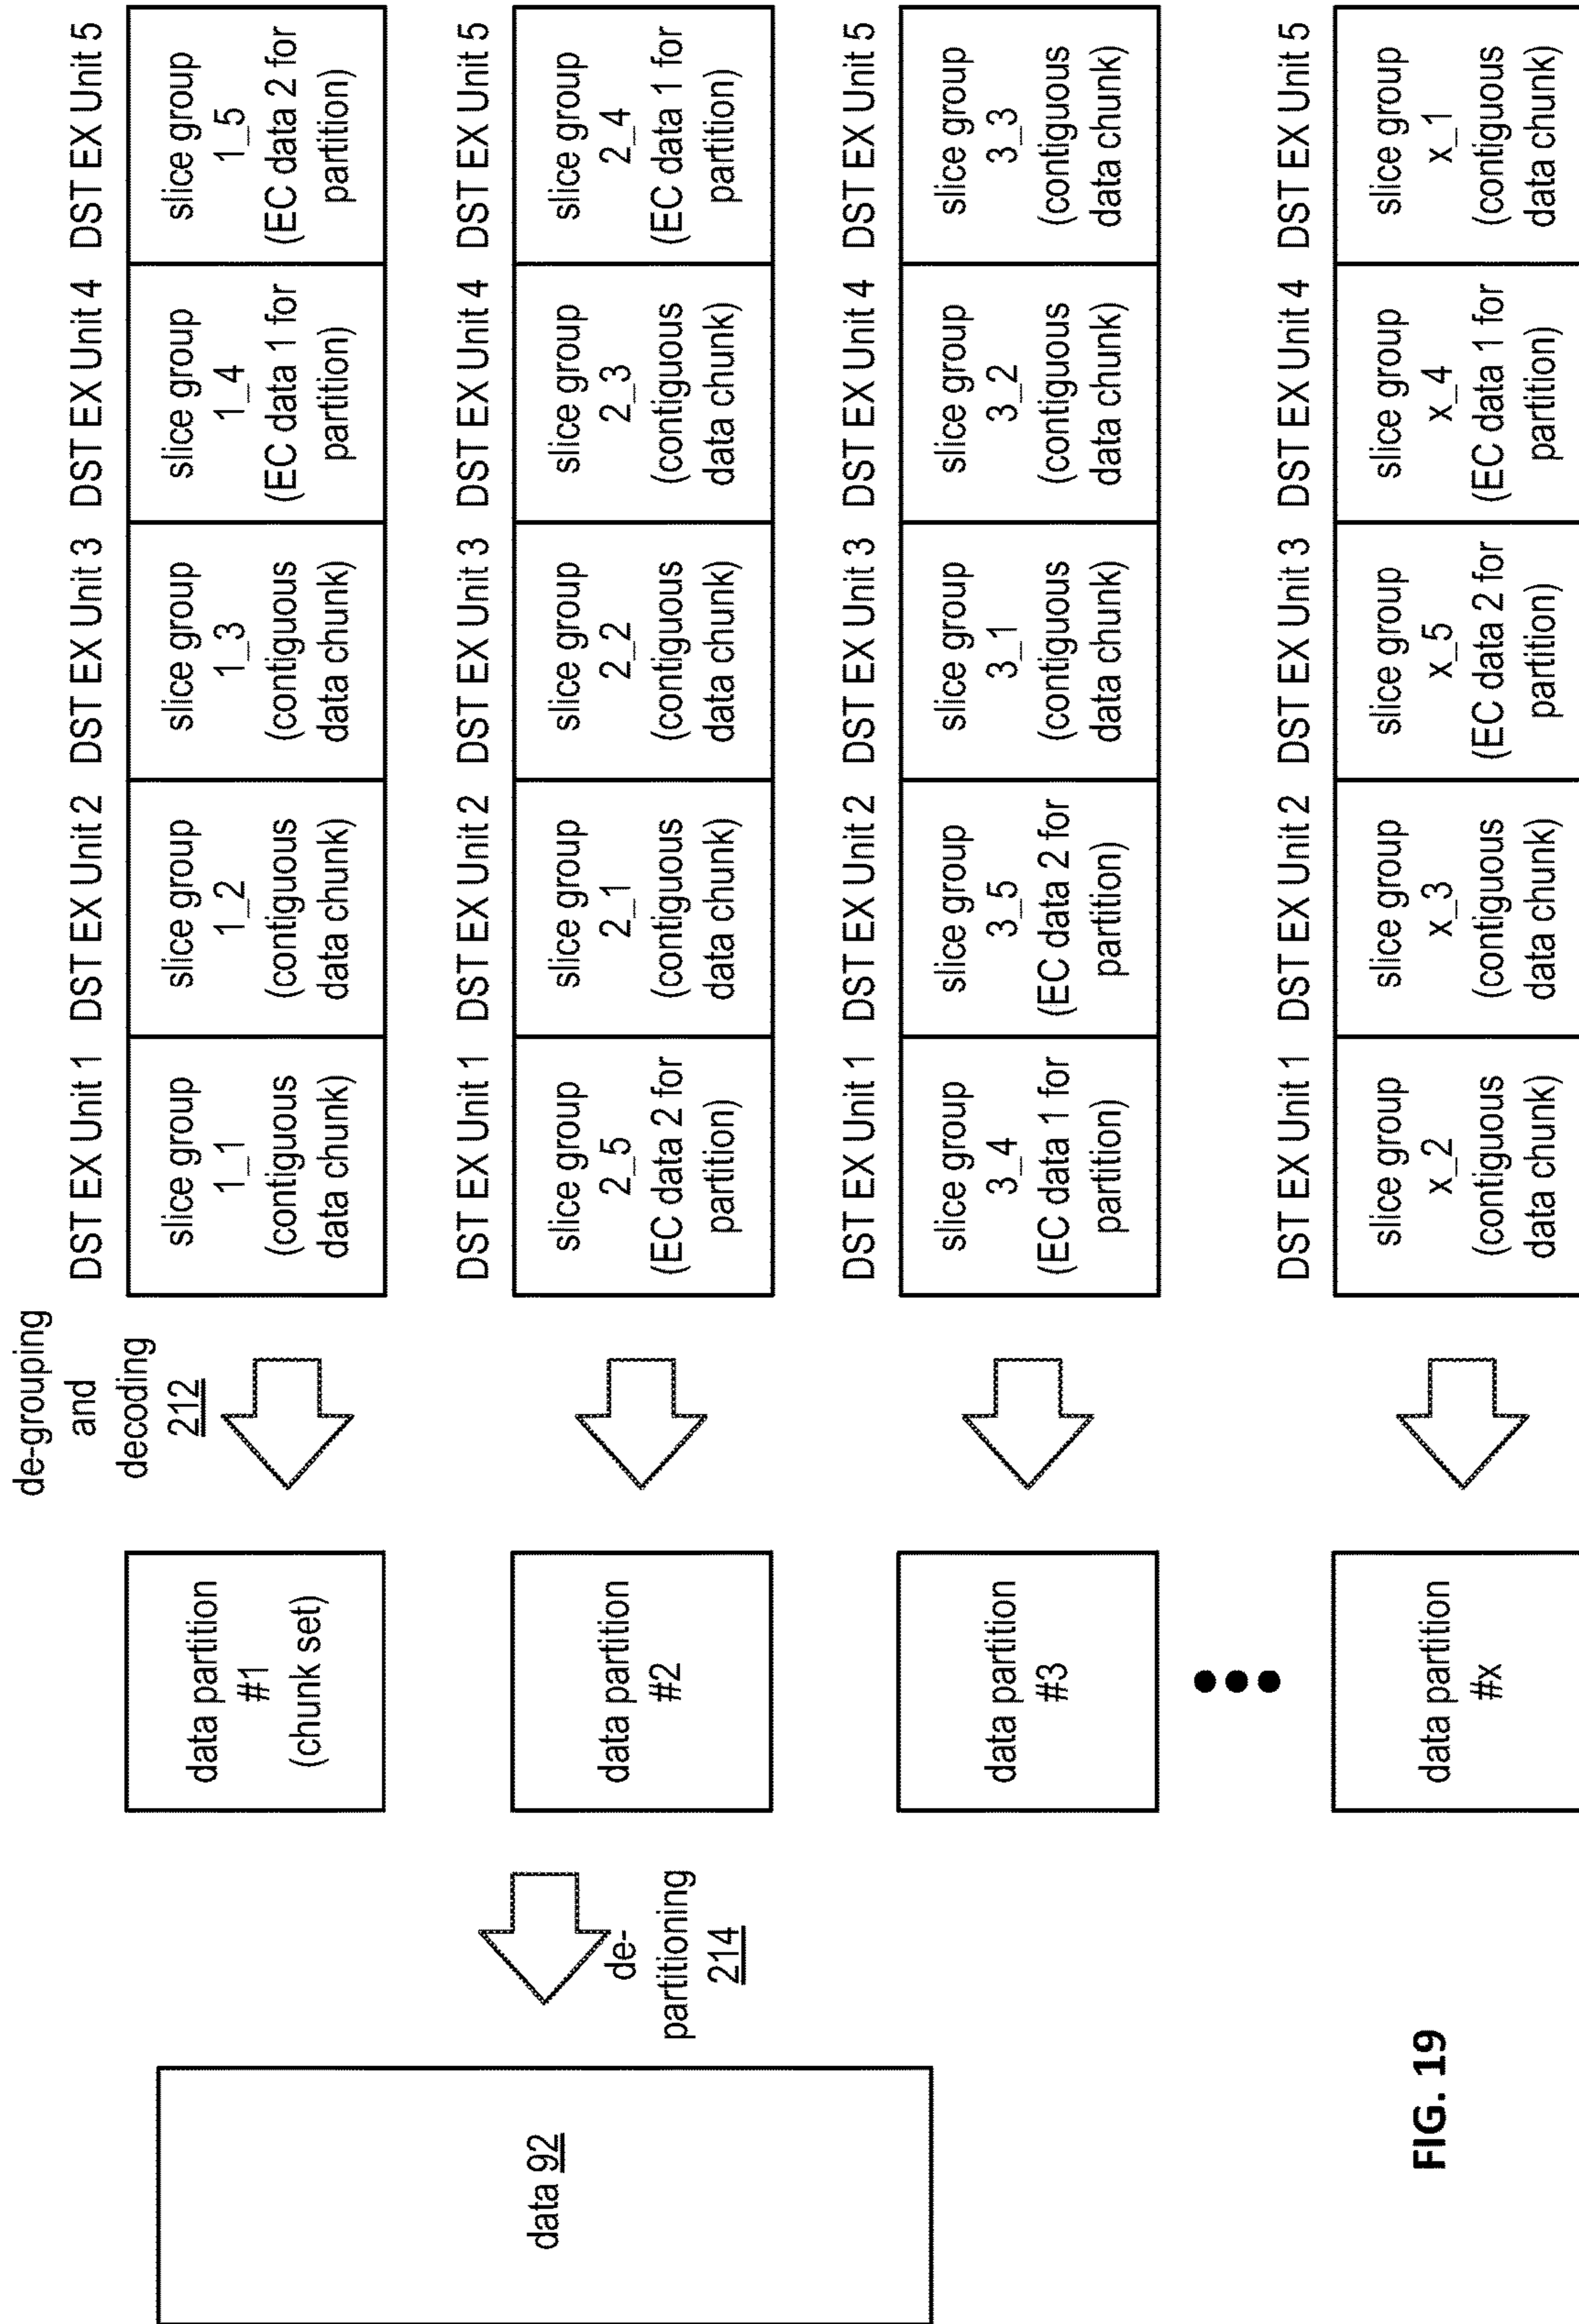 de-grouping
and
decoding
212
DST EX Unit 1
DST EX Unit 2
DST EX Unit 3
DST EX Unit 4
DST EX Unit 5
data partition
#1
(chunk set)
slice group
1_1
(contiguous
data chunk)
slice group
1_2
(contiguous
data chunk)
slice group
1_3
(contiguous
data chunk)
slice group
1_4
(EC data 1 for
partition)
slice group
1_5
(EC data 2 for
partition)
data 92
de-
partitioning
214
DST EX Unit 1
DST EX Unit 2
DST EX Unit 3
DST EX Unit 4
DST EX Unit 5
data partition
#2
slice group
2_5
(EC data 2 for
partition)
slice group
2_1
(contiguous
data chunk)
slice group
2_2
(contiguous
data chunk)
slice group
2_3
(contiguous
data chunk)
slice group
2_4
(EC data 1 for
partition)
DST EX Unit 1
DST EX Unit 2
DST EX Unit 3
DST EX Unit 4
DST EX Unit 5
data partition
#3
slice group
3_4
(EC data 1 for
partition)
slice group
3_5
(EC data 2 for
partition)
slice group
3_1
(contiguous
data chunk)
slice group
3_2
(contiguous
data chunk)
slice group
3_3
(contiguous
data chunk)
DST EX Unit 1
DST EX Unit 2
DST EX Unit 3
DST EX Unit 4
DST EX Unit 5
data partition
#x
slice group
x_2
(contiguous
data chunk)
slice group
x_3
(contiguous
data chunk)
slice group
x_5
(EC data 2 for
partition)
slice group
x_4
(EC data 1 for
partition)
slice group
x_1
(contiguous
data chunk)
FIG. 19